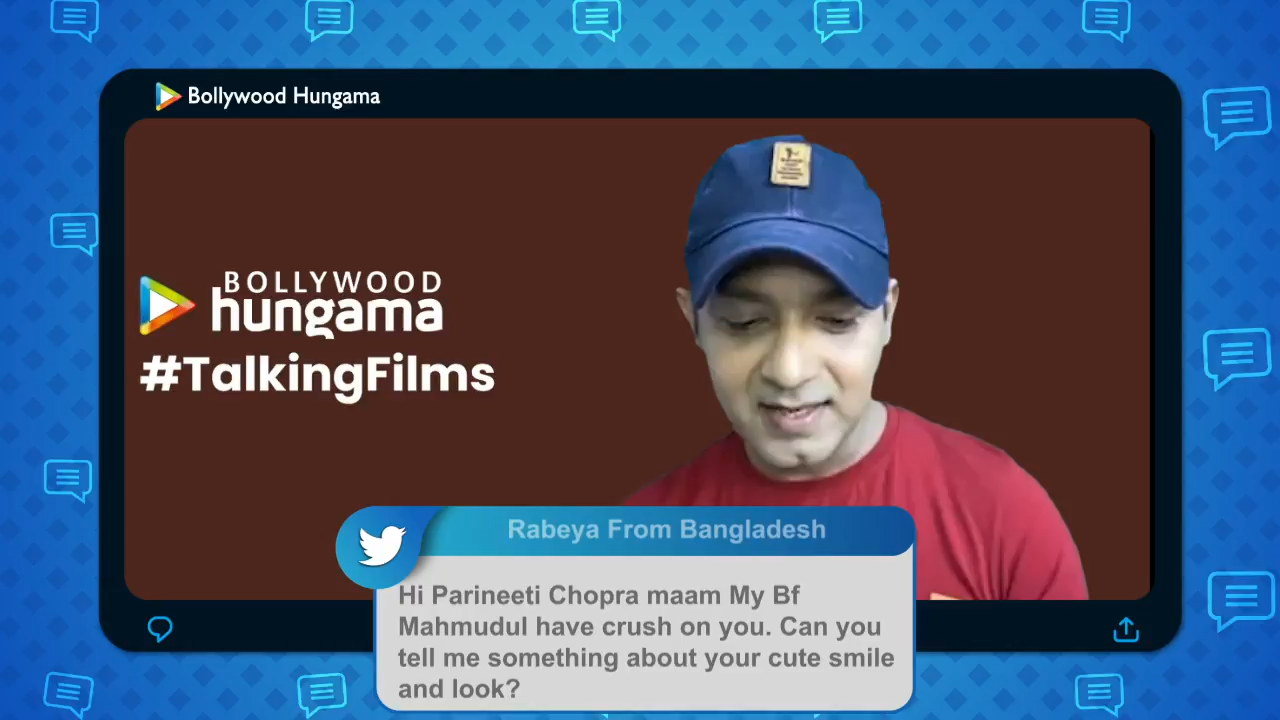 Bollywood Hungama
BOLLYWOOD
hungama
#TalkingFilms
Rabeya From Bangladesh
Hi Parineeti Chopra maam My Bf
Mahmudul have crush on you. Can you
tell me something about your cute smile
and look?